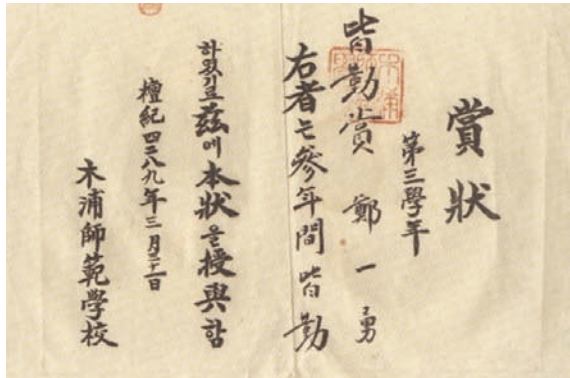 賞狀
第三學年
皆勤賞 鄭一勇
右者는參年間皆勤
하였기로玆에本狀을授與함
檀紀四二八九年三月 日
木浦師範學校